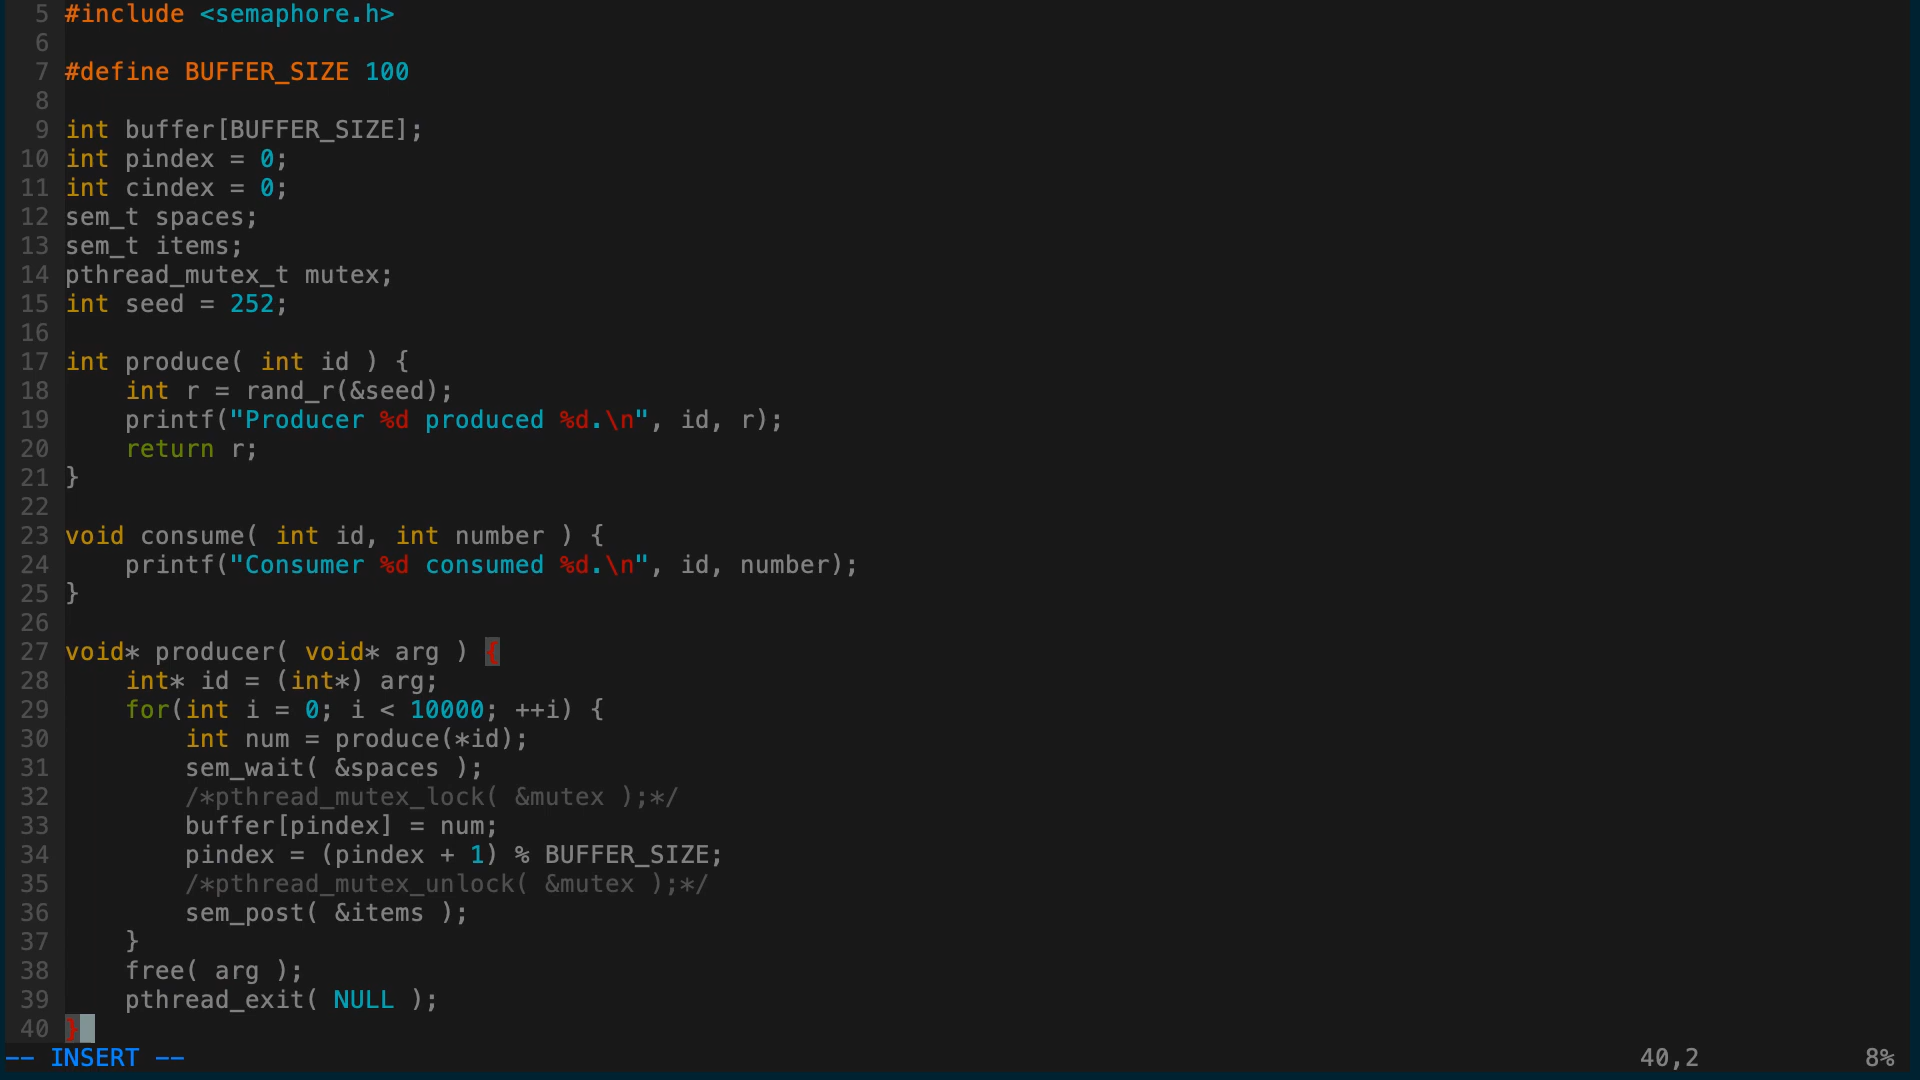 5 #include <semaphore.h>
6
7 #define BUFFER_SIZE 100
8
9 int buffer[BUFFER_SIZE];
10 int pindex = 0;
11 int cindex = 0;
12 sem_t spaces;
13 sem_t items;
14 pthread_mutex_t mutex;
15 int seed = 252;
16
17 int produce( int id ) {
18     int r = rand_r(&seed);
19     printf("Producer %d produced %d.\n", id, r);
20     return r;
21 }
22
23 void consume( int id, int number ) {
24     printf("Consumer %d consumed %d.\n", id, number);
25 }
26
27 void* producer( void* arg ) {
28     int* id = (int*) arg;
29     for(int i = 0; i < 10000; ++i) {
30         int num = produce(*id);
31         sem_wait( &spaces );
32         /*pthread_mutex_lock( &mutex );*/
33         buffer[pindex] = num;
34         pindex = (pindex + 1) % BUFFER_SIZE;
35         /*pthread_mutex_unlock( &mutex );*/
36         sem_post( &items );
37     }
38     free( arg );
39     pthread_exit( NULL );
40 }
-- INSERT -- 40,2 8%